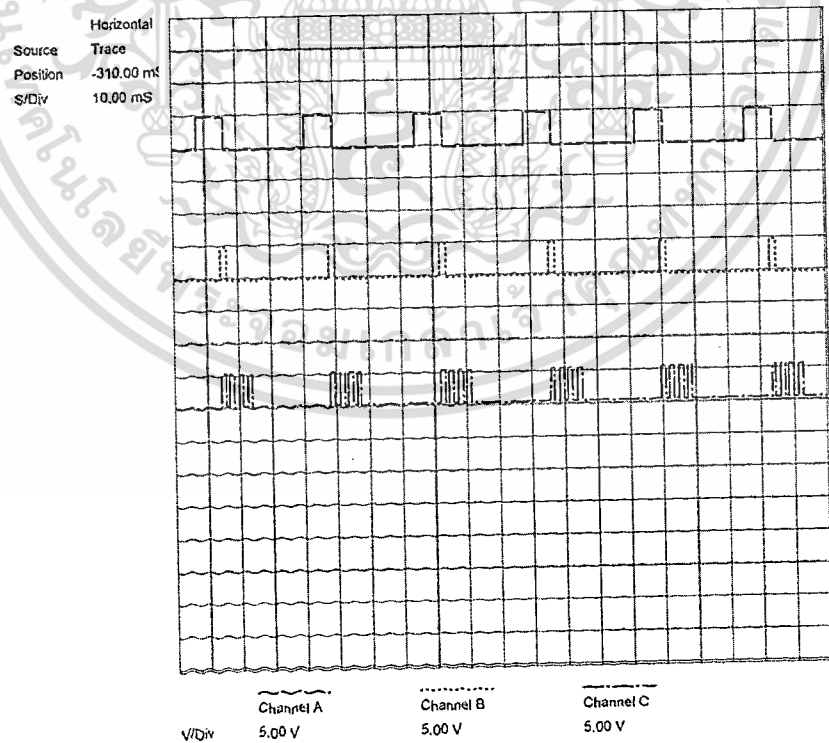 Horizontal
Source Trace
Position -310.00 mS
S/Div 10.00 mS
Channel A Channel B Channel C
V/Div 5.00 V 5.00 V 5.00 V